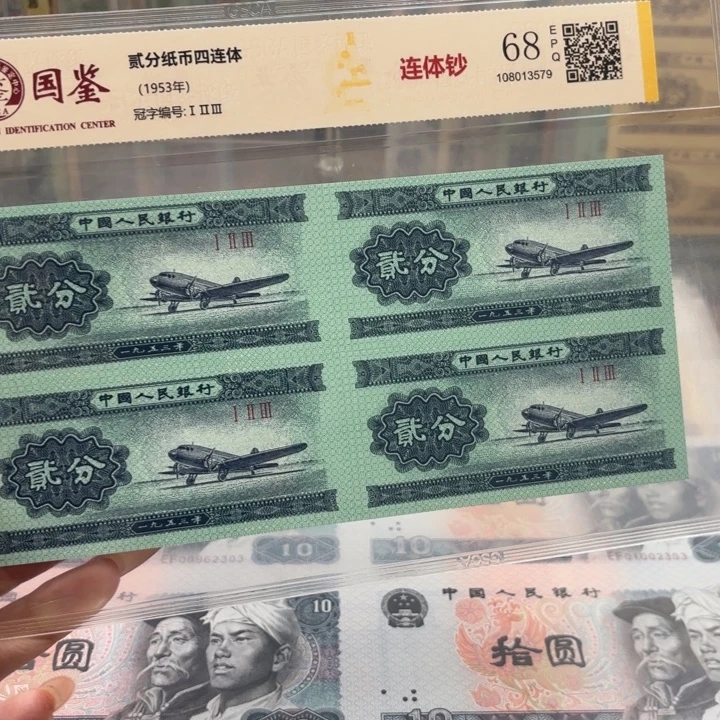 国鉴
IDENTIFICATION CENTER
贰分纸币四连体
(1953年)
冠字编号: I II III
连体钞
68 EPQ
108013579
中國人民銀行
I II III
貳分
一九五三年
中國人民銀行
I II III
貳分
一九五三年
中國人民銀行
I II III
貳分
一九五三年
中國人民銀行
I II III
貳分
一九五三年
10
EF00962303
10
EF01002303
10
圆
中国人民银行
拾圆
10